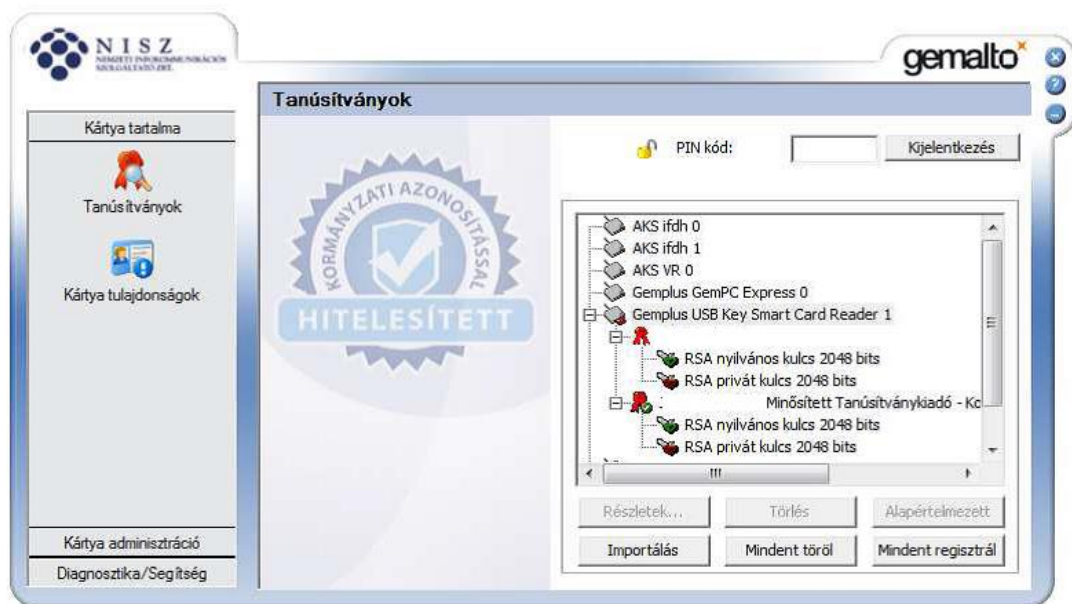 NISZ
NEMZETI INFOKOMMUNIKÁCIÓS
SZOLGÁLTATÓ ZRT.
gemalto
Tanúsítványok
Kártya tartalma
Tanúsítványok
Kártya tulajdonságok
Kártya adminisztráció
Diagnosztika/Segítség
KORMÁNYZATI AZONOSÍTÁSSAL
HITELESÍTETT
PIN kód:
Kijelentkezés
AKS ifdh 0
AKS ifdh 1
AKS VR 0
Gemplus GemPC Express 0
Gemplus USB Key Smart Card Reader 1
RSA nyilvános kulcs 2048 bits
RSA privát kulcs 2048 bits
: Minősített Tanúsítványkiadó - Kc
RSA nyilvános kulcs 2048 bits
RSA privát kulcs 2048 bits
Részletek...
Törlés
Alapértelmezett
Importálás
Mindent töröl
Mindent regisztrál